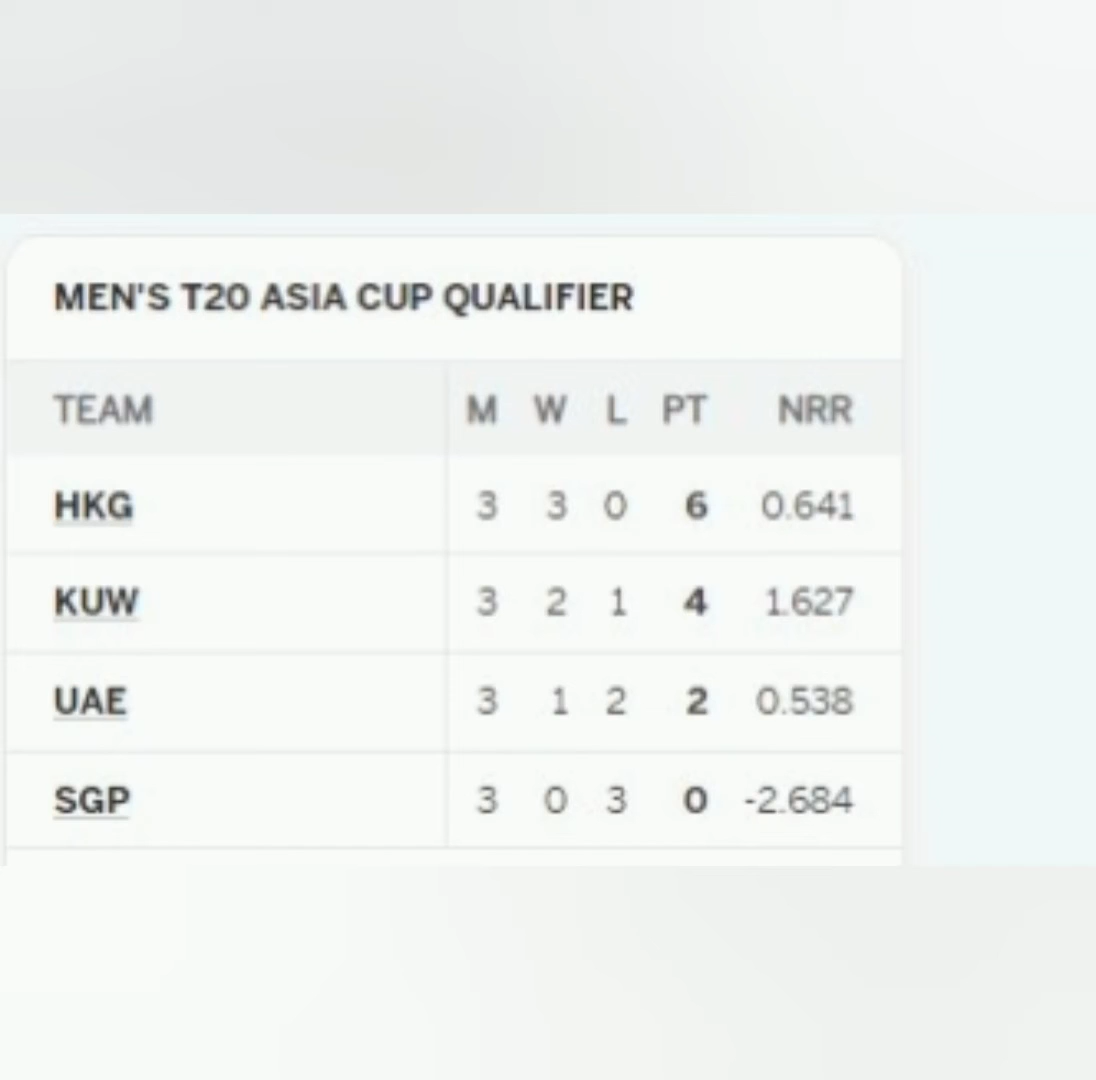 MEN'S T20 ASIA CUP QUALIFIER
TEAM M W L PT NRR
HKG 3 3 0 6 0.641
KUW 3 2 1 4 1.627
UAE 3 1 2 2 0.538
SGP 3 0 3 0 -2.684